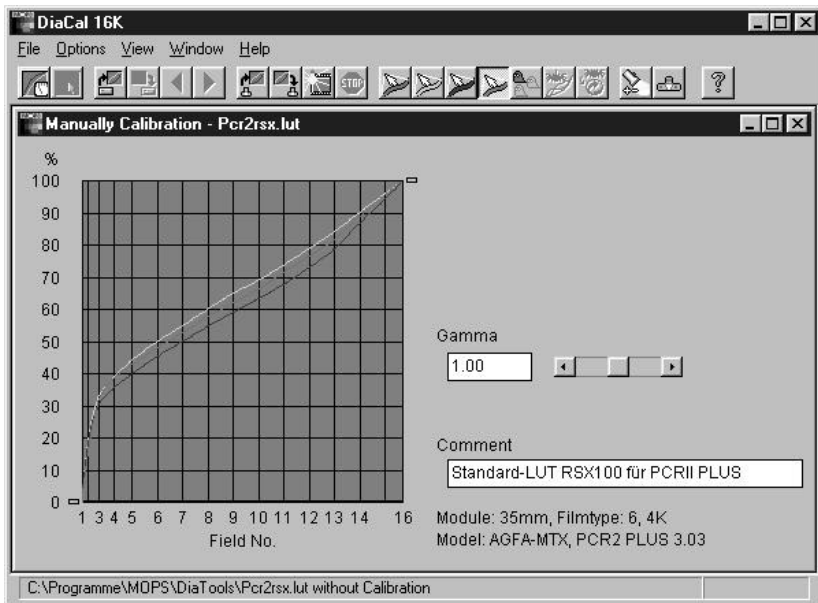 DiaCal 16K
File Options View Window Help
STOP
?
Manually Calibration - Pcr2rsx.lut
%
100
90
80
70
60
50
40
30
20
10
0
1 3 4 5 6 7 8 9 10 11 12 13 14 16
Field No.
Gamma
1.00
Comment
Standard-LUT RSX100 für PCRII PLUS
Module: 35mm, Filmtype: 6, 4K
Model: AGFA-MTX, PCR2 PLUS 3.03
C:\Programme\MOPS\DiaTools\Pcr2rsx.lut without Calibration